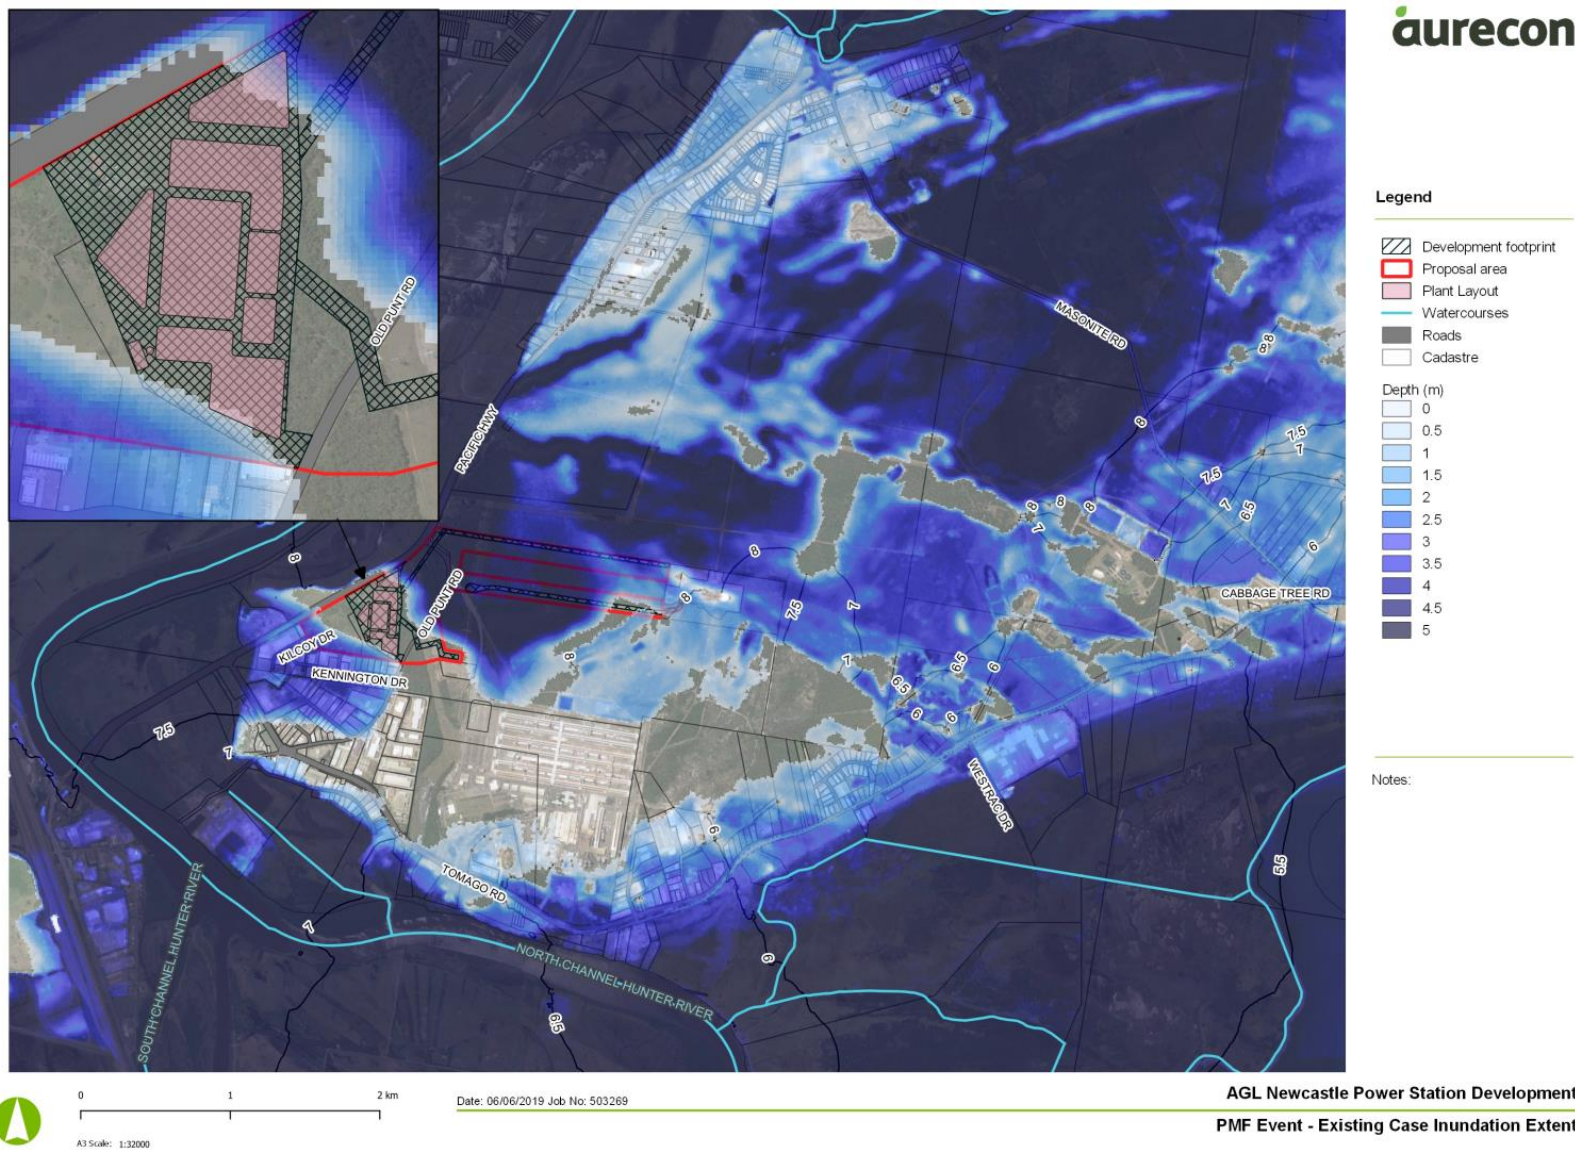 aurecon
Legend
Development footprint
Proposal area
Plant Layout
Watercourses
Roads
Cadastre
Depth (m)
0
0.5
1
1.5
2
2.5
3
3.5
4
4.5
5
Notes:
OLD PUNT RD
PACIFIC HWY
MASONITE RD
8.8
8
7.5
7
7.5
7
6.5
6
8
8
8
7
8
8
7.5
7
8
8
OLD PUNT RD
KILCOY DR
KENNINGTON DR
CABBAGE TREE RD
7
6.5
6
6.5
6
6
7.5
7
WESTRAC DR
6
TOMAGO RD
5.5
7
6
6.5
SOUTH CHANNEL HUNTER RIVER
NORTH CHANNEL HUNTER RIVER
0 1 2 km
A3 Scale: 1:32000
Date: 06/06/2019 Job No: 503269
AGL Newcastle Power Station Development
PMF Event - Existing Case Inundation Extent